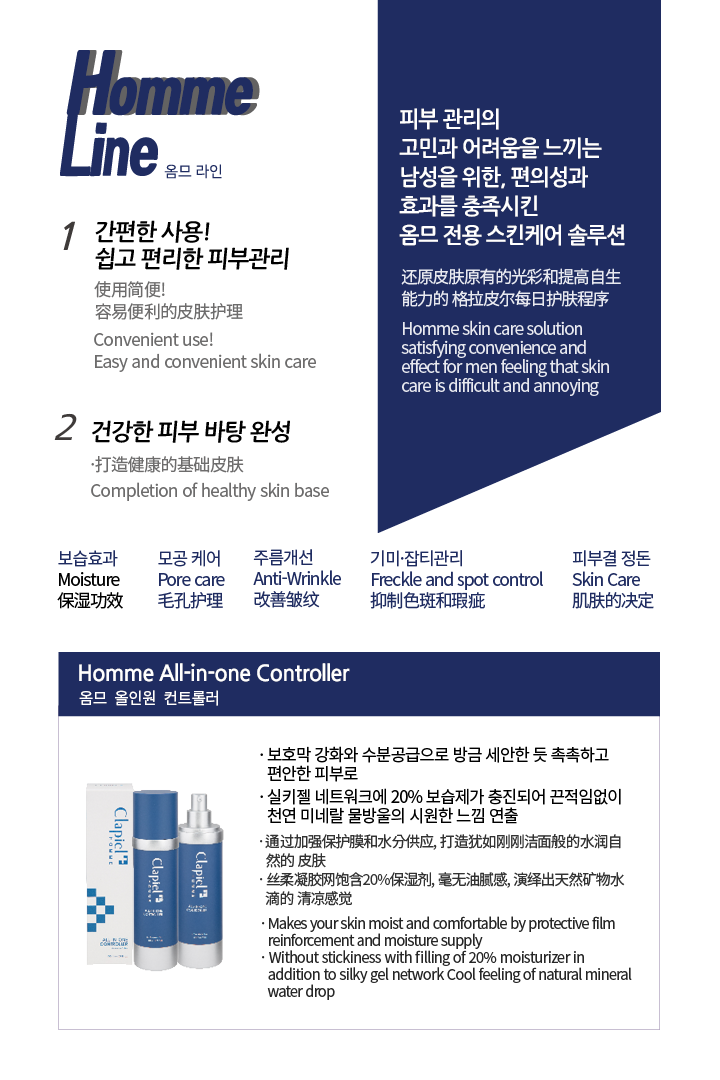 Homme
Line
옴므 라인
1
간편한 사용!
쉽고 편리한 피부관리
使用简便!
容易便利的皮肤护理
Convenient use!
Easy and convenient skin care
2
건강한 피부 바탕 완성
·打造健康的基础皮肤
Completion of healthy skin base
피부 관리의
고민과 어려움을 느끼는
남성을 위한, 편의성과
효과를 충족시킨
옴므 전용 스킨케어 솔루션
还原皮肤原有的光彩和提高自生
能力的 格拉皮尔每日护肤程序
Homme skin care solution
satisfying convenience and
effect for men feeling that skin
care is difficult and annoying
보습효과
Moisture
保湿功效
모공 케어
Pore care
毛孔护理
주름개선
Anti-Wrinkle
改善皱纹
기미·잡티관리
Freckle and spot control
抑制色斑和瑕疵
피부결 정돈
Skin Care
肌肤的决定
Homme All-in-one Controller
옴므 올인원 컨트롤러
Clapiel
HOMME
ALL IN ONE
CONTROLLER
Clapiel
HOMME
Clapiel
HOMME
· 보호막 강화와 수분공급으로 방금 세안한 듯 촉촉하고
편안한 피부로
· 실키젤 네트워크에 20% 보습제가 충진되어 끈적임없이
천연 미네랄 물방울의 시원한 느낌 연출
· 通过加强保护膜和水分供应, 打造犹如刚刚洁面般的水润自
然的 皮肤
· 丝柔凝胶网饱含20%保湿剂, 毫无油腻感, 演绎出天然矿物水
滴的 清凉感觉
· Makes your skin moist and comfortable by protective film
reinforcement and moisture supply
· Without stickiness with filling of 20% moisturizer in
addition to silky gel network Cool feeling of natural mineral
water drop